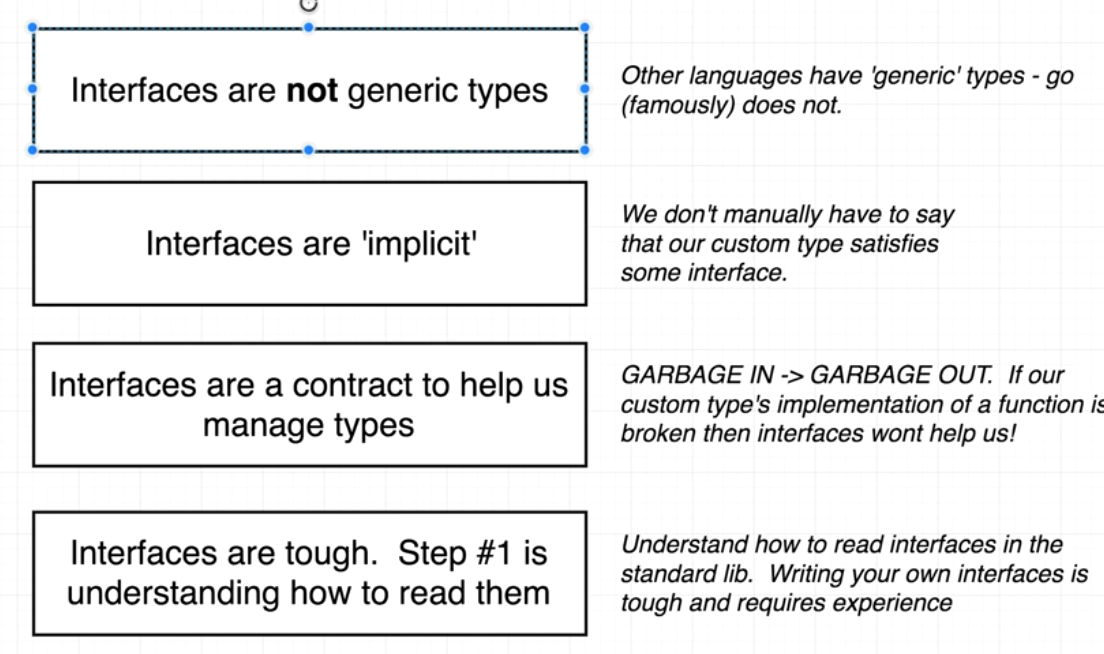 Interfaces are not generic types
Other languages have 'generic' types - go
(famously) does not.
Interfaces are 'implicit'
We don't manually have to say
that our custom type satisfies
some interface.
Interfaces are a contract to help us
manage types
GARBAGE IN -> GARBAGE OUT.  If our
custom type's implementation of a function is
broken then interfaces wont help us!
Interfaces are tough.  Step #1 is
understanding how to read them
Understand how to read interfaces in the
standard lib.  Writing your own interfaces is
tough and requires experience